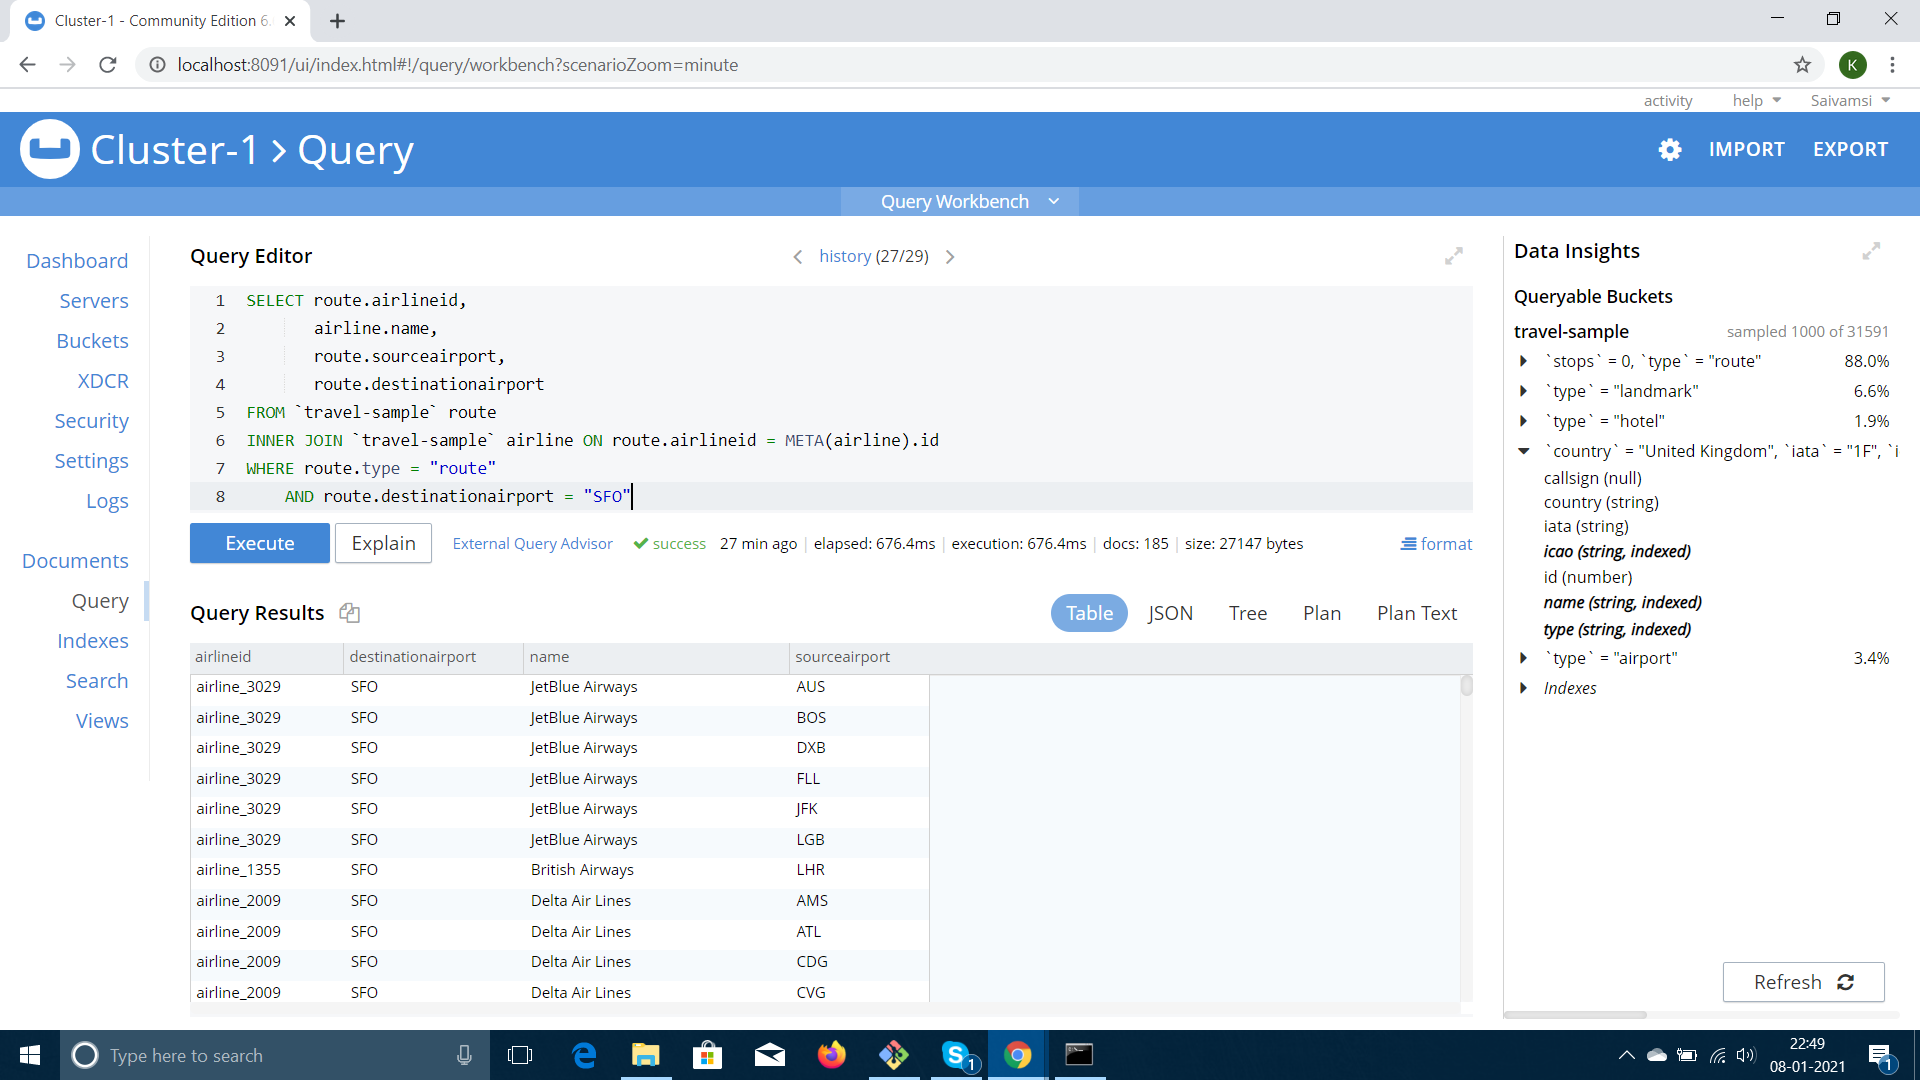 Cluster-1 - Community Edition 6.
localhost:8091/ui/index.html#!/query/workbench?scenarioZoom=minute
K
activity help Saivamsi
Cluster-1 > Query
IMPORT EXPORT
Query Workbench
Dashboard
Servers
Buckets
XDCR
Security
Settings
Logs
Documents
Query
Indexes
Search
Views
Query Editor
history (27/29)
1 SELECT route.airlineid,
2 airline.name,
3 route.sourceairport,
4 route.destinationairport
5 FROM `travel-sample` route
6 INNER JOIN `travel-sample` airline ON route.airlineid = META(airline).id
7 WHERE route.type = "route"
8 AND route.destinationairport = "SFO"
Execute Explain External Query Advisor success 27 min ago | elapsed: 676.4ms | execution: 676.4ms | docs: 185 | size: 27147 bytes format
Query Results
Table JSON Tree Plan Plan Text
airlineid destinationairport name sourceairport
airline_3029 SFO JetBlue Airways AUS
airline_3029 SFO JetBlue Airways BOS
airline_3029 SFO JetBlue Airways DXB
airline_3029 SFO JetBlue Airways FLL
airline_3029 SFO JetBlue Airways JFK
airline_3029 SFO JetBlue Airways LGB
airline_1355 SFO British Airways LHR
airline_2009 SFO Delta Air Lines AMS
airline_2009 SFO Delta Air Lines ATL
airline_2009 SFO Delta Air Lines CDG
airline_2009 SFO Delta Air Lines CVG
Data Insights
Queryable Buckets
travel-sample sampled 1000 of 31591
`stops` = 0, `type` = "route" 88.0%
`type` = "landmark" 6.6%
`type` = "hotel" 1.9%
`country` = "United Kingdom", `iata` = "1F", `i
callsign (null)
country (string)
iata (string)
icao (string, indexed)
id (number)
name (string, indexed)
type (string, indexed)
`type` = "airport" 3.4%
Indexes
Refresh
Type here to search
1
22:49
08-01-2021
1